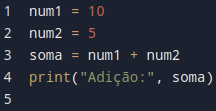 1 num1 = 10
2 num2 = 5
3 soma = num1 + num2
4 print("Adição:", soma)
5